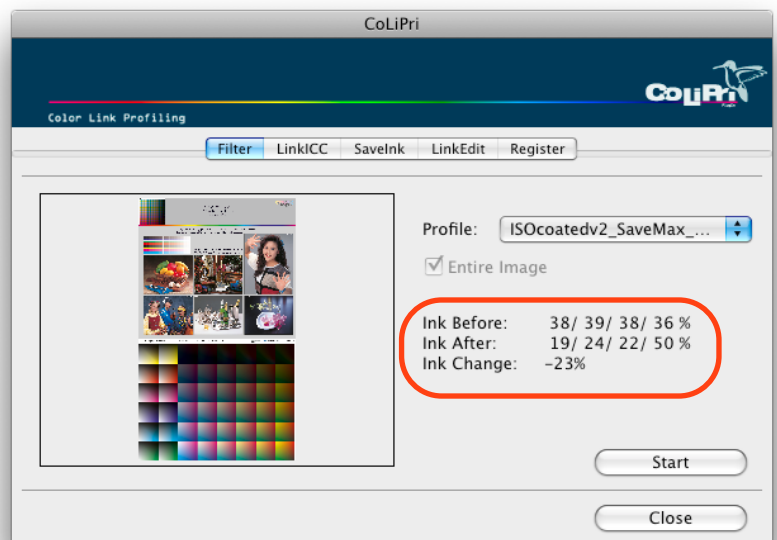 CoLiPri
CoLiPri
Color Link Profiling
Filter LinkICC SaveInk LinkEdit Register
Profile: ISOcoatedv2_SaveMax_...
Entire Image
Ink Before: 38/ 39/ 38/ 36 %
Ink After: 19/ 24/ 22/ 50 %
Ink Change: -23%
Start
Close